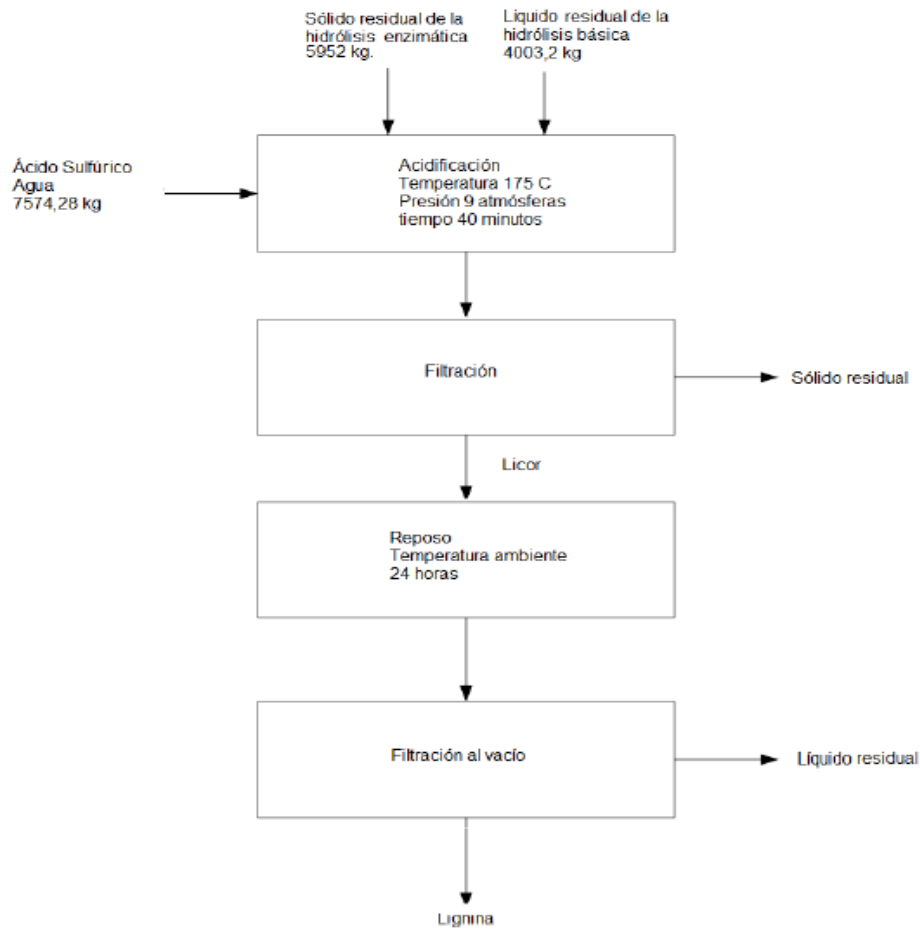 Sólido residual de la
hidrólisis enzimática
5952 kg.
Liquido residual de la
hidrólisis básica
4003,2 kg
Ácido Sulfúrico
Agua
7574,28 kg
Acidificación
Temperatura 175 C
Presión 9 atmósferas
tiempo 40 minutos
Filtración
Sólido residual
Licor
Reposo
Temperatura ambiente
24 horas
Filtración al vacío
Líquido residual
Lignina